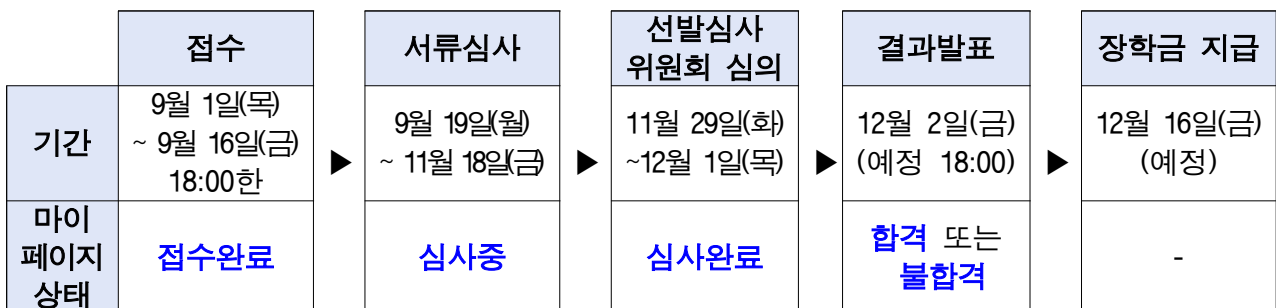 접수
서류심사
선발심사
위원회 심의
결과발표
장학금 지급
기간
9월 1일(목)
~ 9월 16일(금)
18:00한
▶
9월 19일(월)
~ 11월 18일(금)
▶
11월 29일(화)
~12월 1일(목)
▶
12월 2일(금)
(예정 18:00)
▶
12월 16일(금)
(예정)
마이
페이지
상태
접수완료
심사중
심사완료
합격 또는
불합격
-